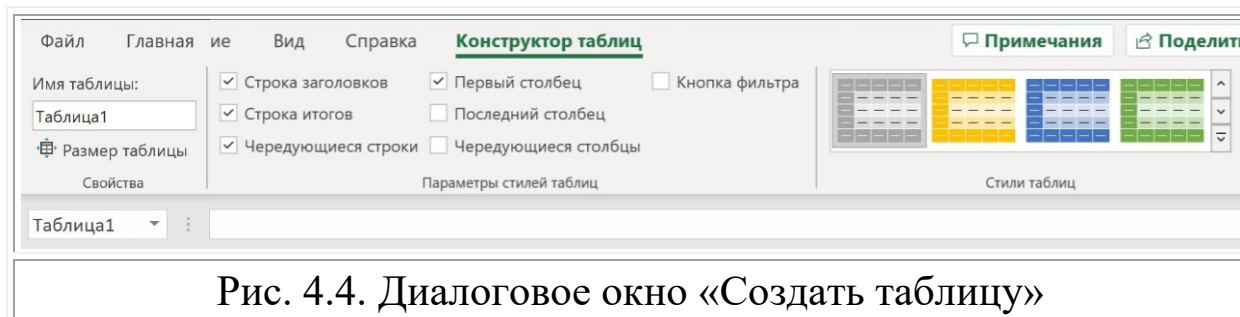 Файл Главная ие Вид Справка Конструктор таблиц Примечания Поделить
Имя таблицы:
Таблица1
Размер таблицы
Свойства
Строка заголовков
Строка итогов
Чередующиеся строки
Первый столбец
Последний столбец
Чередующиеся столбцы
Кнопка фильтра
Параметры стилей таблиц
Стили таблиц
Таблица1
Рис. 4.4. Диалоговое окно «Создать таблицу»